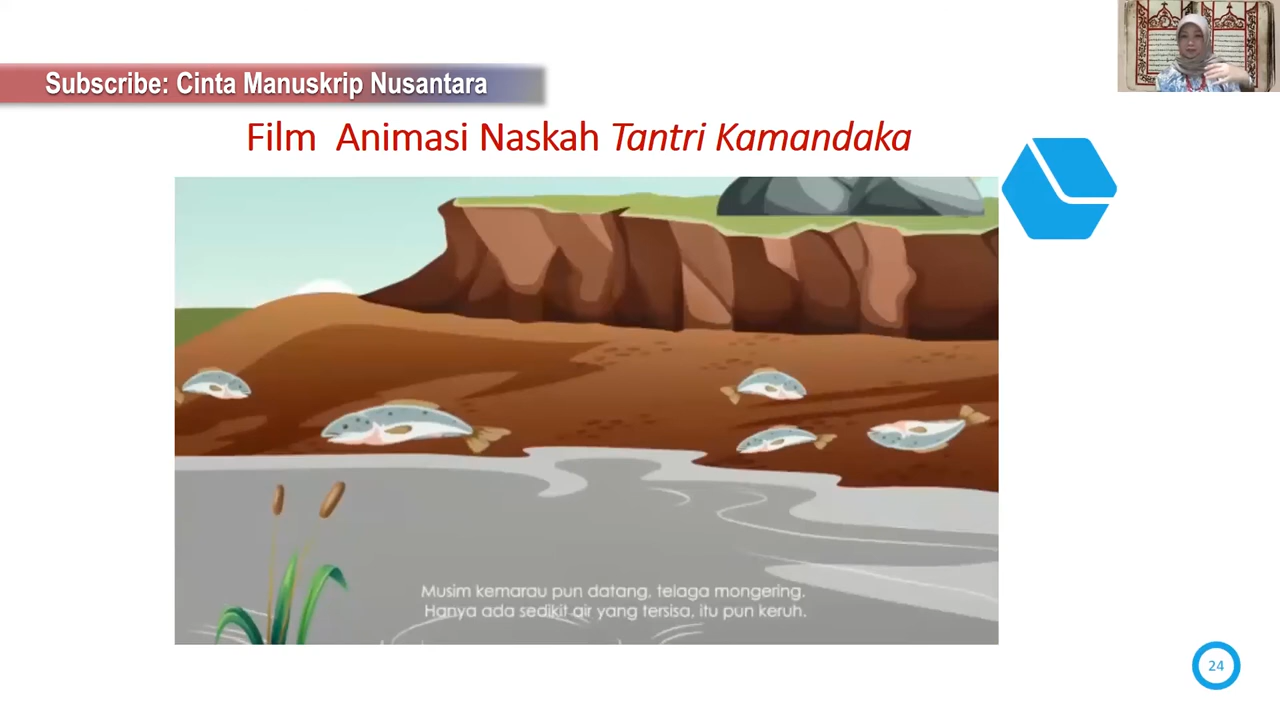 Subscribe: Cinta Manuskrip Nusantara
Film Animasi Naskah Tantri Kamandaka
Musim kemarau pun datang, telaga mongering.
Hanya ada sedikit air yang tersisa, itu pun keruh.
24